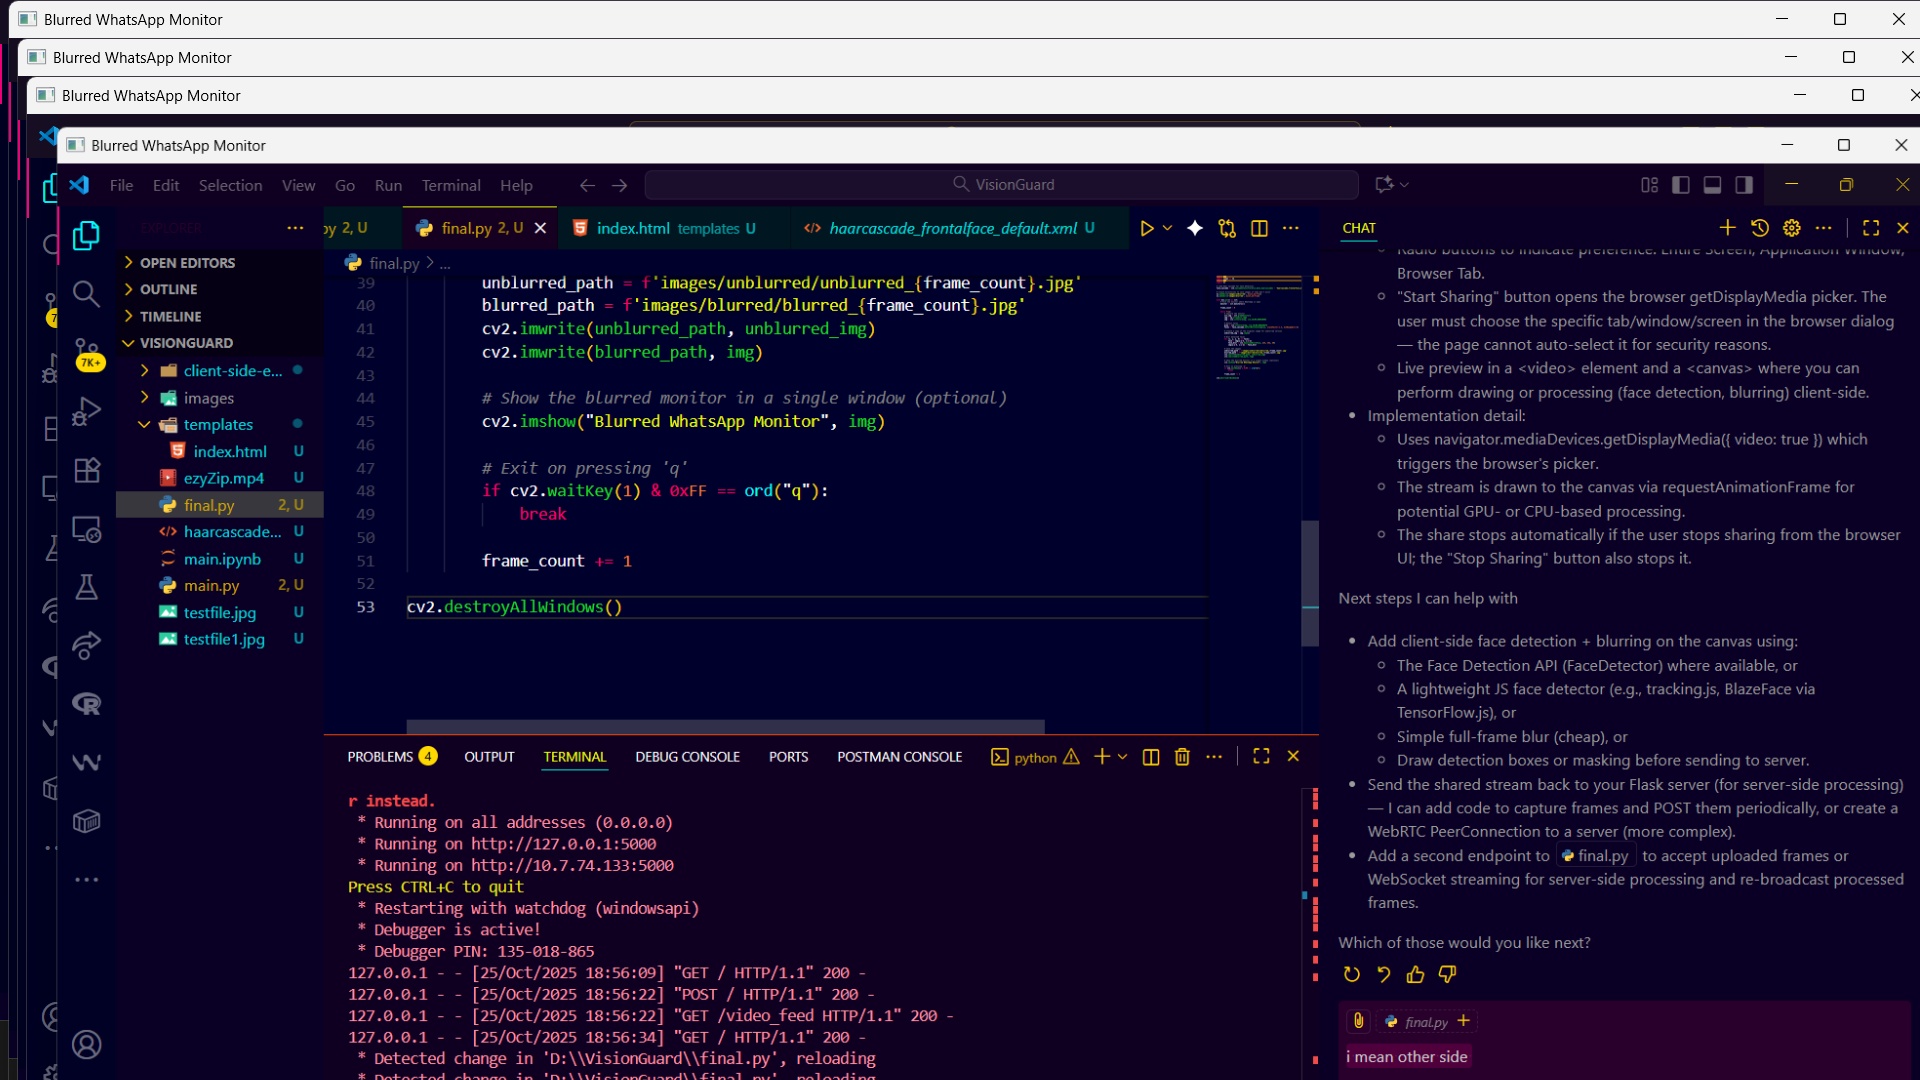 Blurred WhatsApp Monitor
Blurred WhatsApp Monitor
Blurred WhatsApp Monitor
Blurred WhatsApp Monitor
File Edit Selection View Go Run Terminal Help
VisionGuard
EXPLORER
OPEN EDITORS
OUTLINE
TIMELINE
VISIONGUARD
client-side-e...
images
templates
index.html U
ezyZip.mp4 U
final.py 2, U
haarcascade... U
main.ipynb U
main.py 2, U
testfile.jpg U
testfile1.jpg U
7K+
py 2, U
final.py 2, U
index.html templates U
haarcascade_frontalface_default.xml U
final.py > ...
39 unblurred_path = f'images/unblurred/unblurred_{frame_count}.jpg'
40 blurred_path = f'images/blurred/blurred_{frame_count}.jpg'
41 cv2.imwrite(unblurred_path, unblurred_img)
42 cv2.imwrite(blurred_path, img)
43
44 # Show the blurred monitor in a single window (optional)
45 cv2.imshow("Blurred WhatsApp Monitor", img)
46
47 # Exit on pressing 'q'
48 if cv2.waitKey(1) & 0xFF == ord("q"):
49 break
50
51 frame_count += 1
52
53 cv2.destroyAllWindows()
PROBLEMS 4 OUTPUT TERMINAL DEBUG CONSOLE PORTS POSTMAN CONSOLE python
r instead.
* Running on all addresses (0.0.0.0)
* Running on http://127.0.0.1:5000
* Running on http://10.7.74.133:5000
Press CTRL+C to quit
* Restarting with watchdog (windowsapi)
* Debugger is active!
* Debugger PIN: 135-018-865
127.0.0.1 - - [25/Oct/2025 18:56:09] "GET / HTTP/1.1" 200 -
127.0.0.1 - - [25/Oct/2025 18:56:22] "POST / HTTP/1.1" 200 -
127.0.0.1 - - [25/Oct/2025 18:56:22] "GET /video_feed HTTP/1.1" 200 -
127.0.0.1 - - [25/Oct/2025 18:56:34] "GET / HTTP/1.1" 200 -
* Detected change in 'D:\\VisionGuard\\final.py', reloading
* Detected change in 'D:\\VisionGuard\\final.py', reloading
CHAT
Radio buttons to indicate preference: Entire Screen, Application Window,
Browser Tab.
"Start Sharing" button opens the browser getDisplayMedia picker. The
user must choose the specific tab/window/screen in the browser dialog
— the page cannot auto-select it for security reasons.
Live preview in a <video> element and a <canvas> where you can
perform drawing or processing (face detection, blurring) client-side.
Implementation detail:
Uses navigator.mediaDevices.getDisplayMedia({ video: true }) which
triggers the browser's picker.
The stream is drawn to the canvas via requestAnimationFrame for
potential GPU- or CPU-based processing.
The share stops automatically if the user stops sharing from the browser
UI; the "Stop Sharing" button also stops it.
Next steps I can help with
Add client-side face detection + blurring on the canvas using:
The Face Detection API (FaceDetector) where available, or
A lightweight JS face detector (e.g., tracking.js, BlazeFace via
TensorFlow.js), or
Simple full-frame blur (cheap), or
Draw detection boxes or masking before sending to server.
Send the shared stream back to your Flask server (for server-side processing)
— I can add code to capture frames and POST them periodically, or create a
WebRTC PeerConnection to a server (more complex).
Add a second endpoint to final.py to accept uploaded frames or
WebSocket streaming for server-side processing and re-broadcast processed
frames.
Which of those would you like next?
final.py +
i mean other side